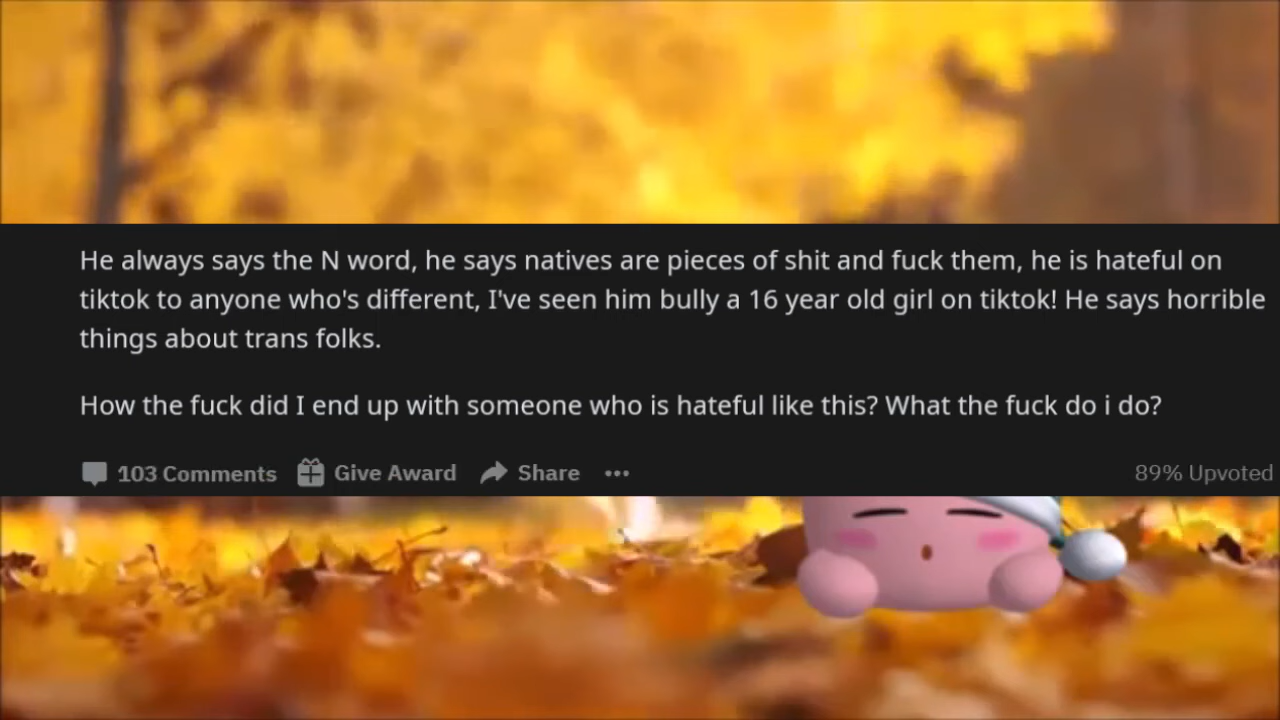 He always says the N word, he says natives are pieces of shit and fuck them, he is hateful on
tiktok to anyone who's different, I've seen him bully a 16 year old girl on tiktok! He says horrible
things about trans folks.
How the fuck did I end up with someone who is hateful like this? What the fuck do i do?
103 Comments Give Award Share ••• 89% Upvoted